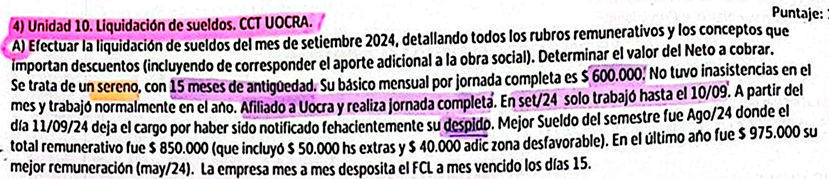 Puntaje:
4) Unidad 10. Liquidación de sueldos. CCT UOCRA.
A) Efectuar la liquidación de sueldos del mes de setiembre 2024, detallando todos los rubros remunerativos y los conceptos que
importan descuentos (incluyendo de corresponder el aporte adicional a la obra social). Determinar el valor del Neto a cobrar.
Se trata de un sereno, con 15 meses de antigüedad. Su básico mensual por jornada completa es $ 600.000. No tuvo inasistencias en el
mes y trabajó normalmente en el año. Afiliado a Uocra y realiza jornada completa. En set/24 solo trabajó hasta el 10/09. A partir del
día 11/09/24 deja el cargo por haber sido notificado fehacientemente su despido. Mejor Sueldo del semestre fue Ago/24 donde el
total remunerativo fue $ 850.000 (que incluyó $ 50.000 hs extras y $ 40.000 adic zona desfavorable). En el último año fue $ 975.000 su
mejor remuneración (may/24). La empresa mes a mes desposita el FCL a mes vencido los días 15.